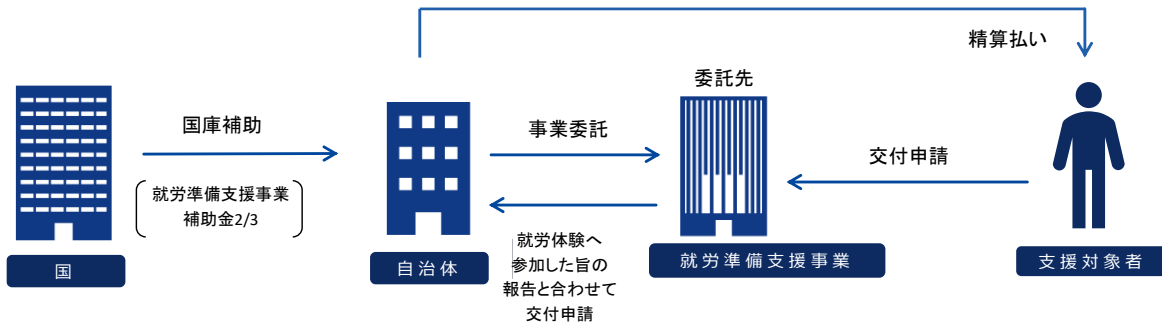 精算払い
委託先
国庫補助
事業委託
交付申請
就労準備支援事業
補助金2/3
就労体験へ
参加した旨の
報告と合わせて
交付申請
国
自治体
就労準備支援事業
支援対象者